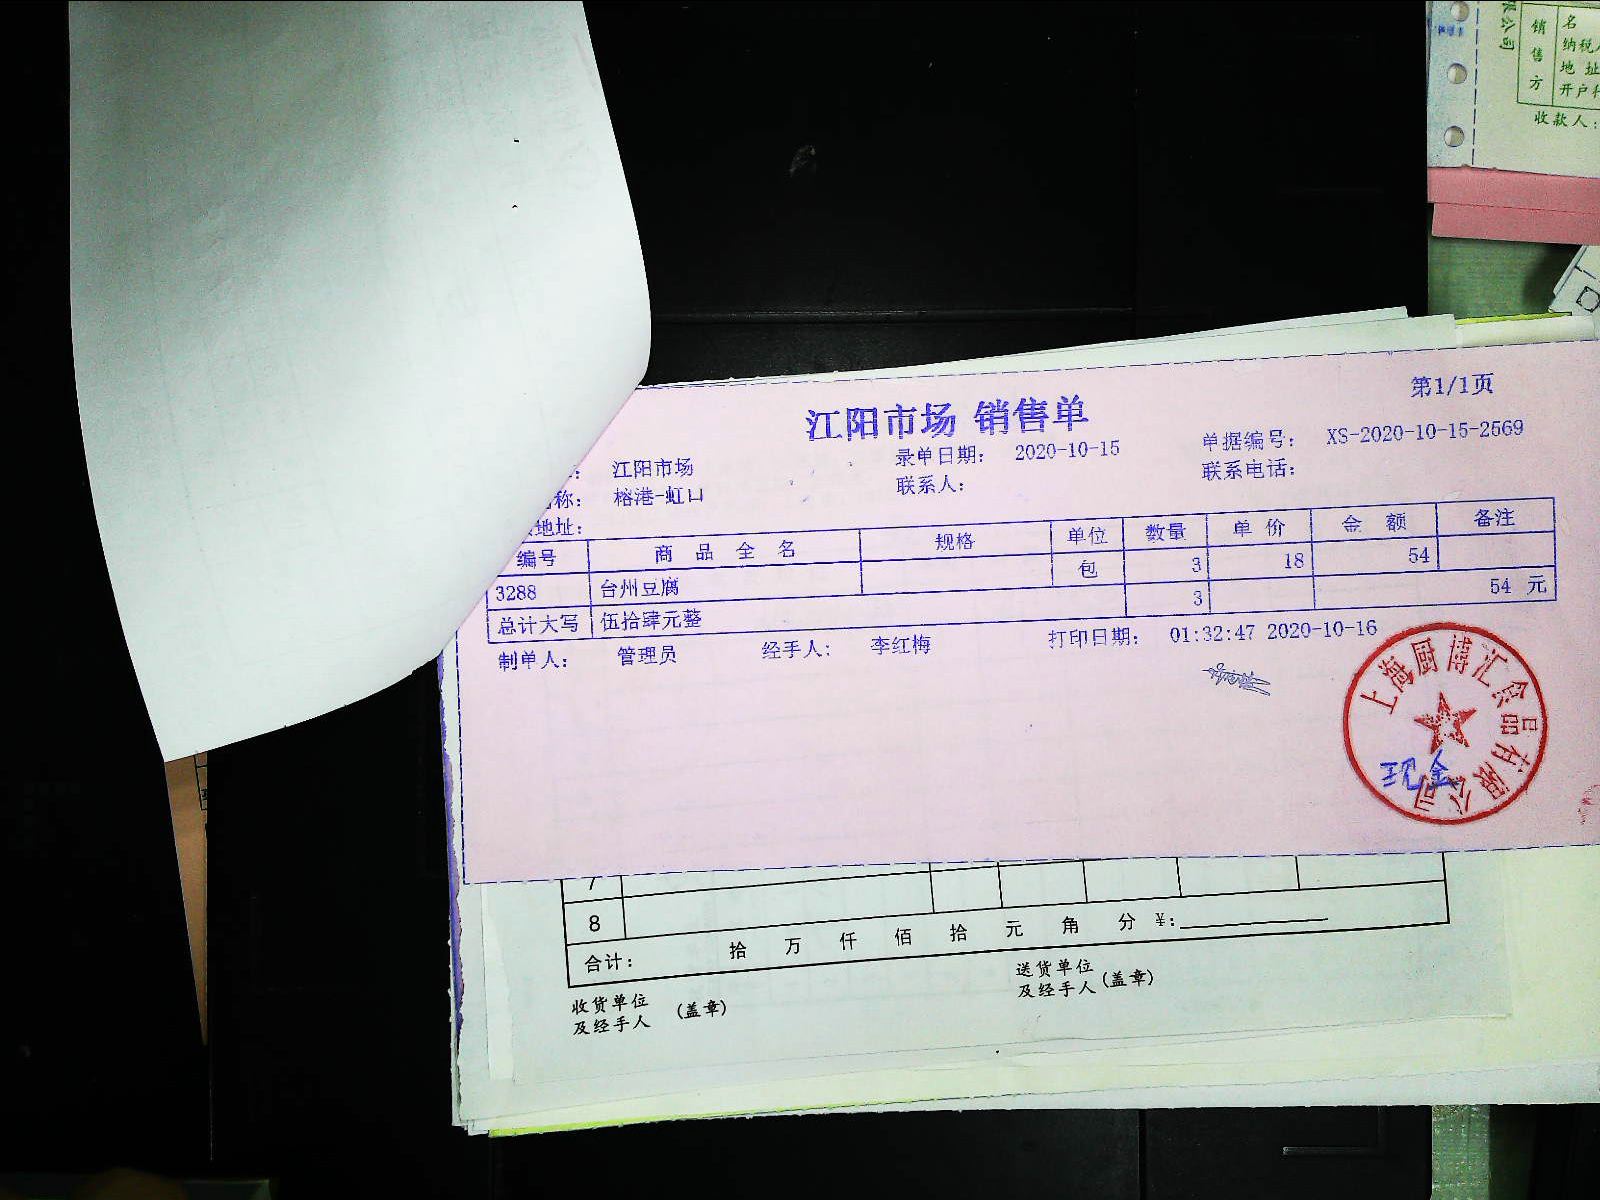 第1/1页
江阳市场 销售单
江阳市场 录单日期： 2020-10-15 单据编号： XS-2020-10-15-2569
称： 榕港-虹口 联系人： 联系电话：
地址：
编号 商品全名 规格 单位 数量 单价 金额 备注
3288 台州豆腐 包 3 18 54
总计大写 伍拾肆元整 3 54 元
制单人： 管理员 经手人： 李红梅 打印日期： 01:32:47 2020-10-16
上海厨博汇食品有限公司
现金
7
8
合计： 拾 万 仟 佰 拾 元 角 分 ￥：
收货单位 及经手人 （盖章）
送货单位 及经手人（盖章）
限公司
销售方
名
纳税
地 址
开户
收款人：